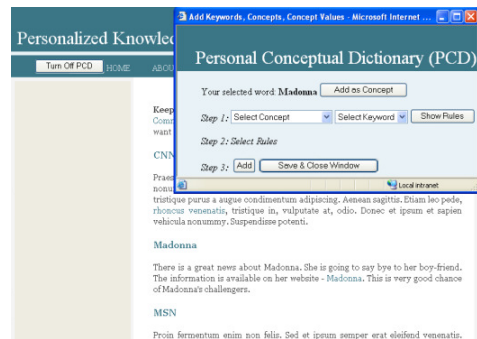 Add Keywords, Concepts, Concept Values - Microsoft Internet ...
Personalized Knowle
Personal Conceptual Dictionary (PCD)
Turn Off PCD HOME ABOU
Your selected word: Madonna Add as Concept
Keep
Step 1: Select Concept Select Keyword Show Rules
Comm
want
Step 2: Select Rules
CNN
Step 3: Add Save & Close Window
Praes
nonu
Local intranet
tristique purus a augue condimentum adipiscing. Aenean sagittis. Etiam leo pede,
rhoncus venenatis, tristique in, vulputate at, odio. Donec et ipsum et sapien
vehicula nonummy. Suspendisse potenti.
Madonna
There is a great news about Madonna. She is going to say bye to her boy-friend.
The information is available on her website - Madonna. This is very good chance
of Madonna's challengers.
MSN
Proin fermentum enim non felis. Sed et ipsum semper erat eleifend venenatis.